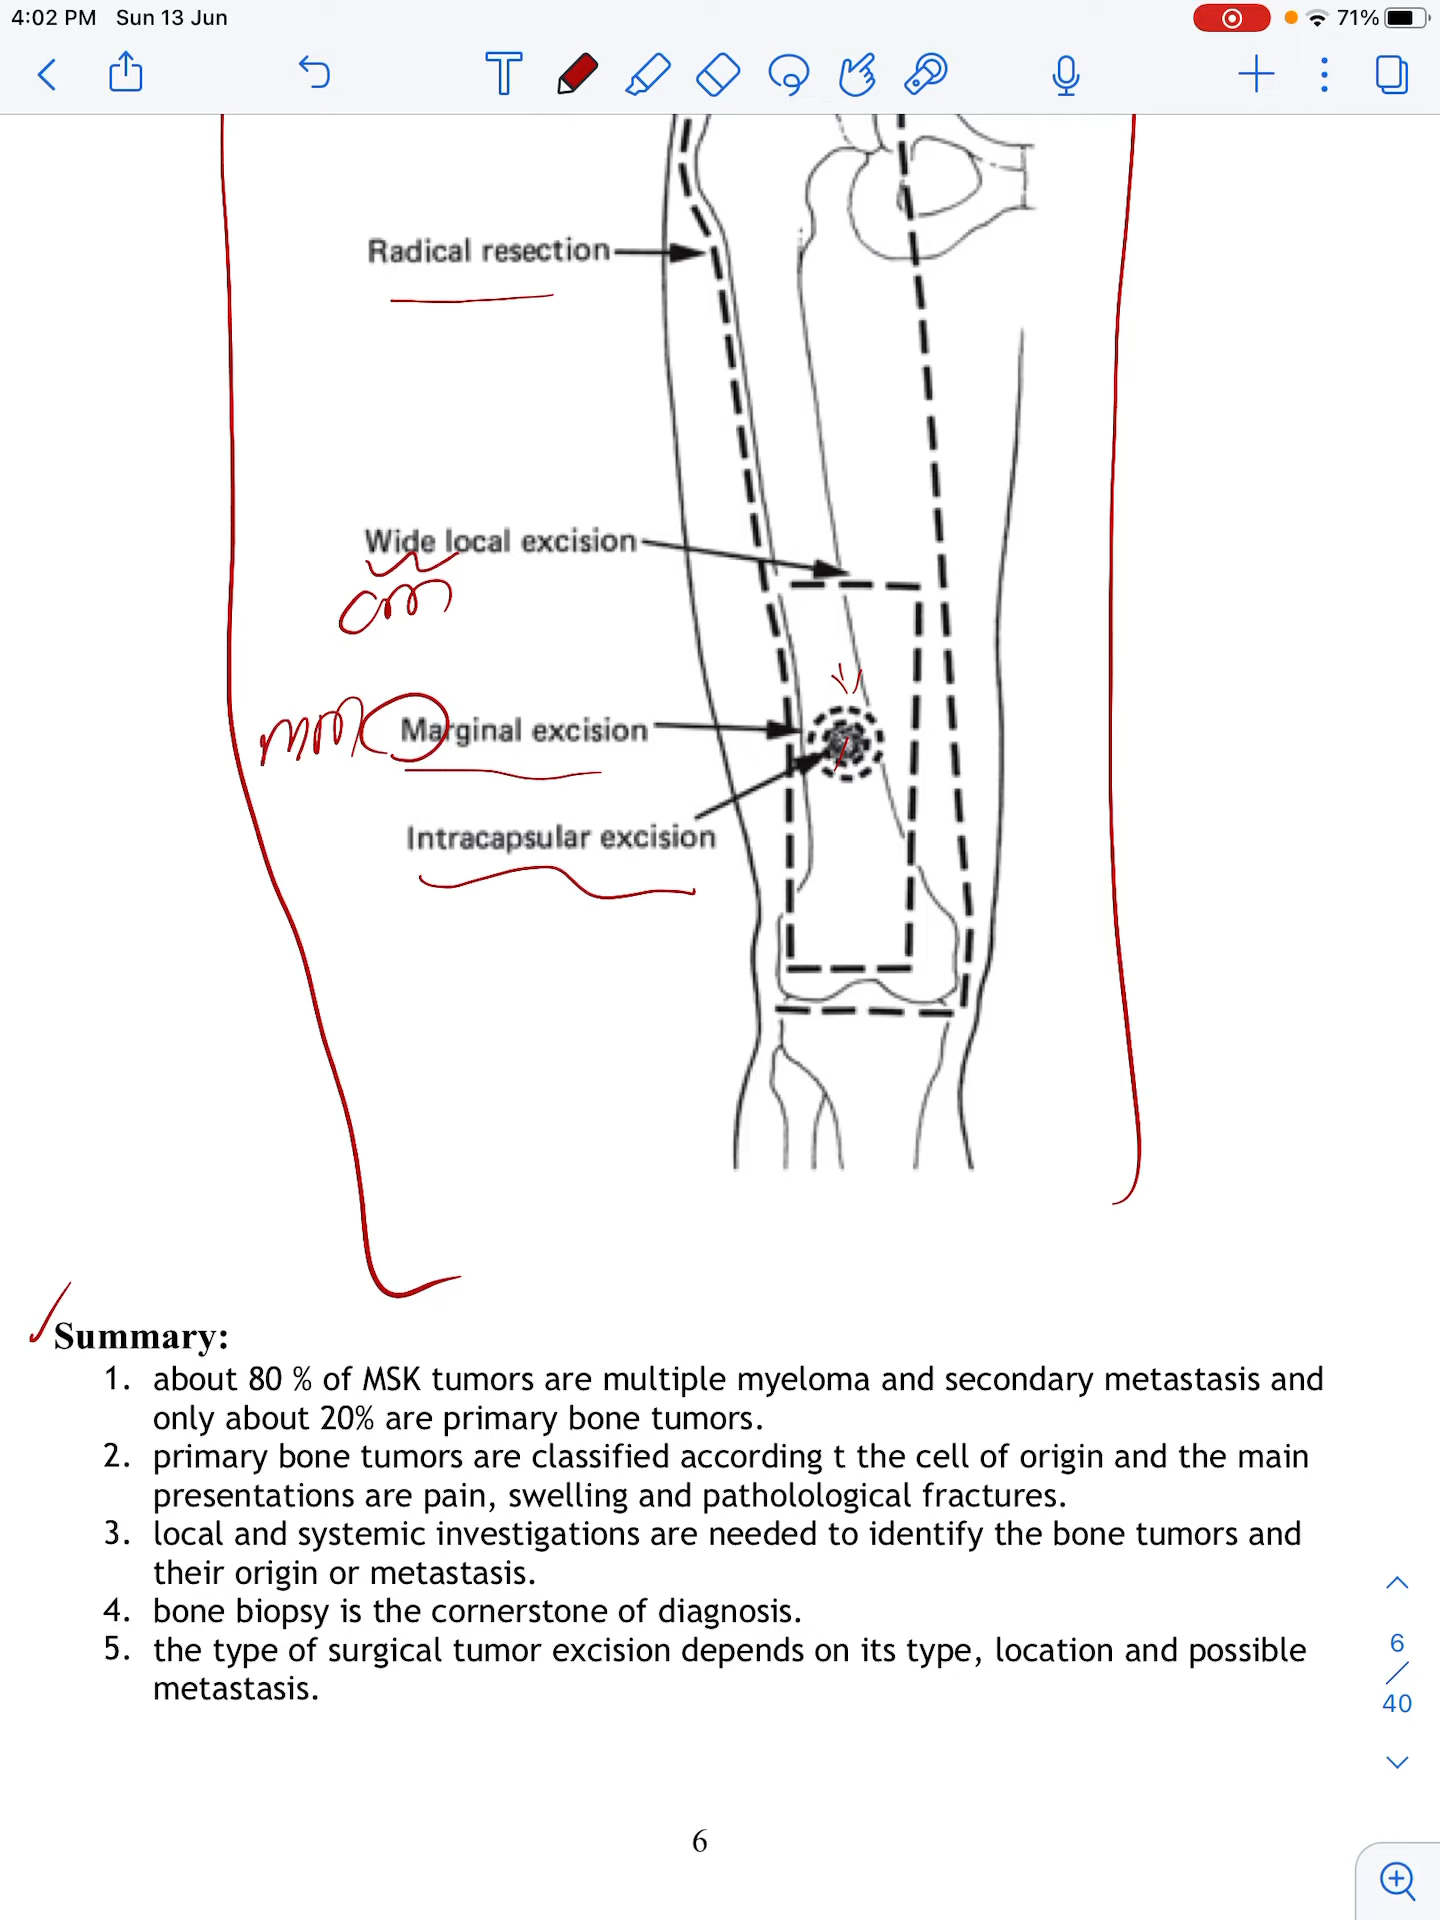 4:02 PM Sun 13 Jun
71%
Radical resection
Wide local excision
cm
mm
Marginal excision
Intracapsular excision
Summary:
1. about 80 % of MSK tumors are multiple myeloma and secondary metastasis and
only about 20% are primary bone tumors.
2. primary bone tumors are classified according t the cell of origin and the main
presentations are pain, swelling and patholological fractures.
3. local and systemic investigations are needed to identify the bone tumors and
their origin or metastasis.
4. bone biopsy is the cornerstone of diagnosis.
5. the type of surgical tumor excision depends on its type, location and possible
metastasis.
6
/
40
6